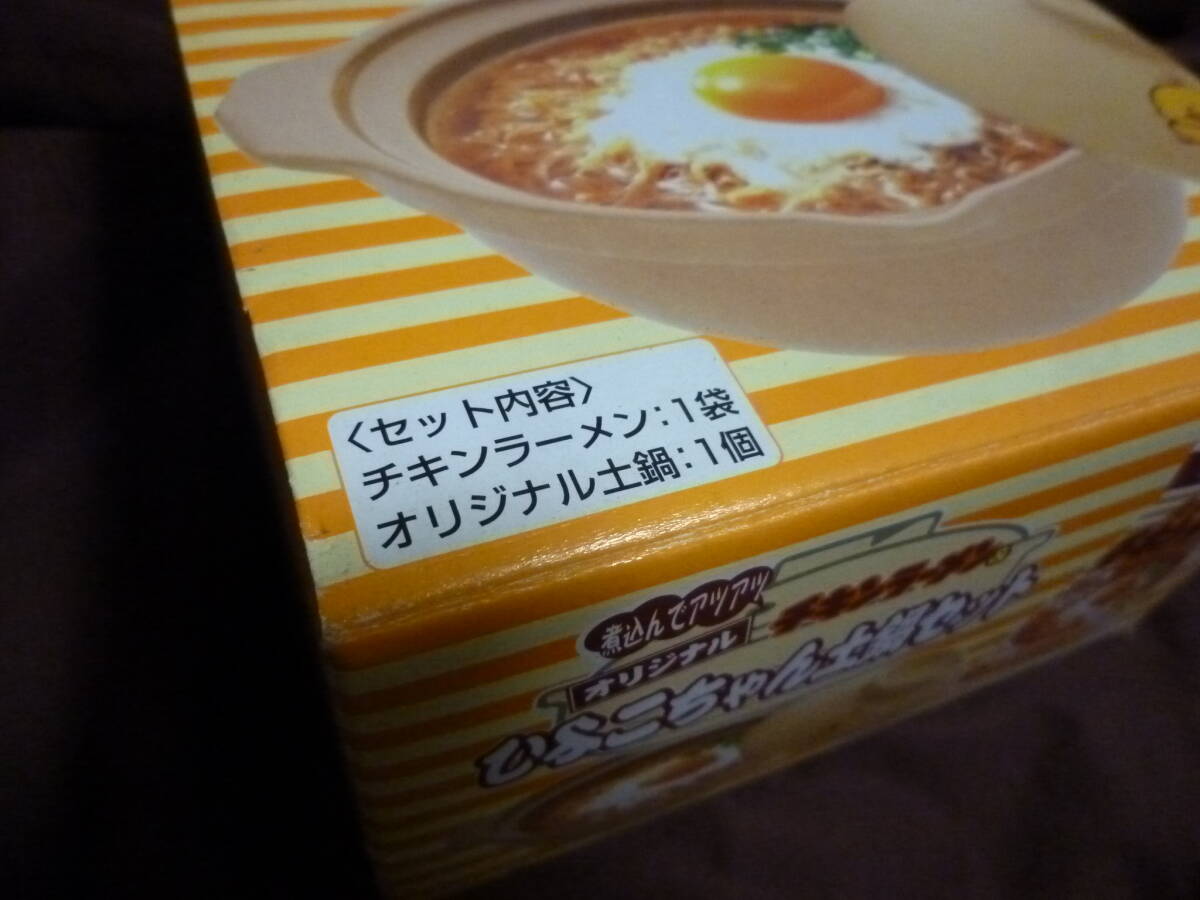 〈セット内容〉
チキンラーメン:1袋
オリジナル土鍋:1個
煮込んでアツアツ
チキンラーメンの
オリジナル
ひよこちゃん土鍋セット